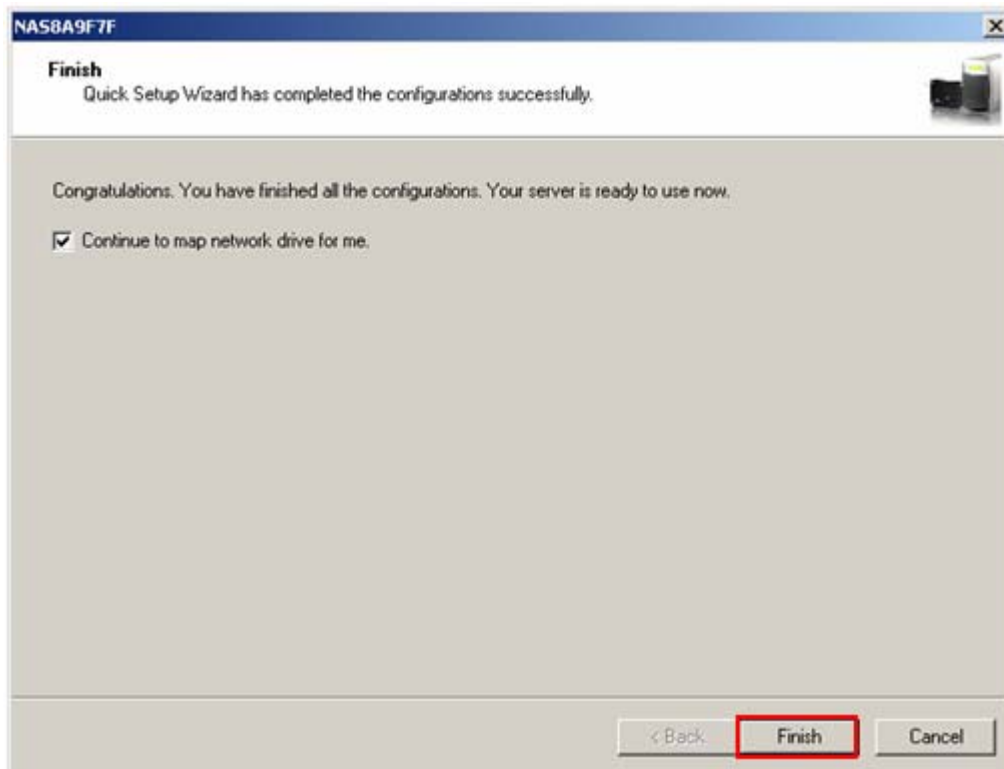 NAS8A9F7F
Finish
Quick Setup Wizard has completed the configurations successfully.
Congratulations. You have finished all the configurations. Your server is ready to use now.
Continue to map network drive for me.
< Back
Finish
Cancel